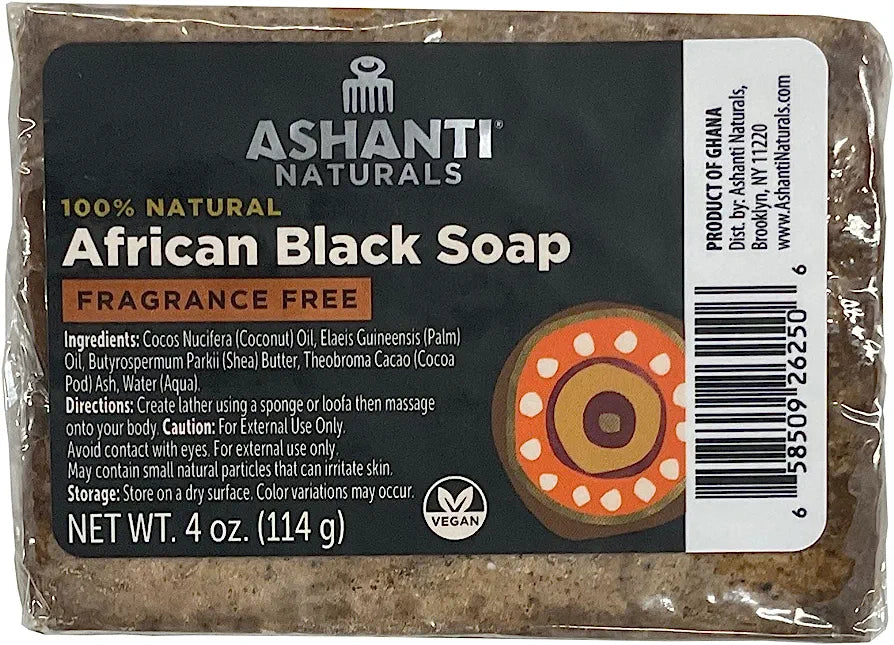 ASHANTI®
NATURALS
100% NATURAL
African Black Soap
FRAGRANCE FREE
Ingredients: Cocos Nucifera (Coconut) Oil, Elaeis Guineensis (Palm)
Oil, Butyrospermum Parkii (Shea) Butter, Theobroma Cacao (Cocoa
Pod) Ash, Water (Aqua).
Directions: Create lather using a sponge or loofa then massage
onto your body. Caution: For External Use Only.
Avoid contact with eyes. For external use only.
May contain small natural particles that can irritate skin.
Storage: Store on a dry surface. Color variations may occur.
NET WT. 4 oz. (114 g)
VEGAN
PRODUCT OF GHANA
Dist. by: Ashanti Naturals,
Brooklyn, NY 11220
www.AshantiNaturals.com
6 58509 26250 6